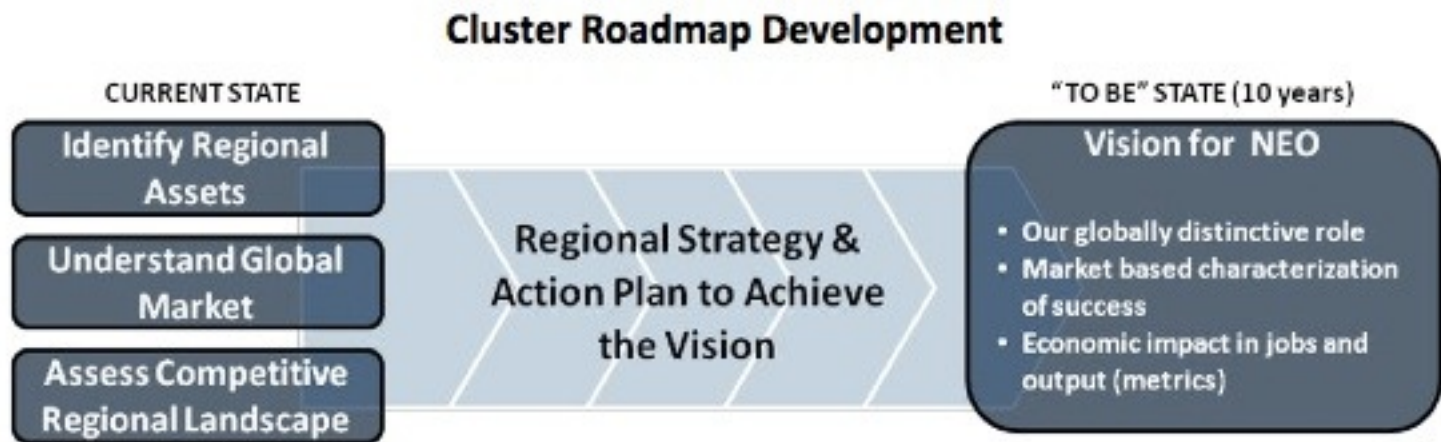 Cluster Roadmap Development
CURRENT STATE
Identify Regional
Assets
Understand Global
Market
Assess Competitive
Regional Landscape
Regional Strategy &
Action Plan to Achieve
the Vision
"TO BE" STATE (10 years)
Vision for NEO
• Our globally distinctive role
• Market based characterization
of success
• Economic impact in jobs and
output (metrics)